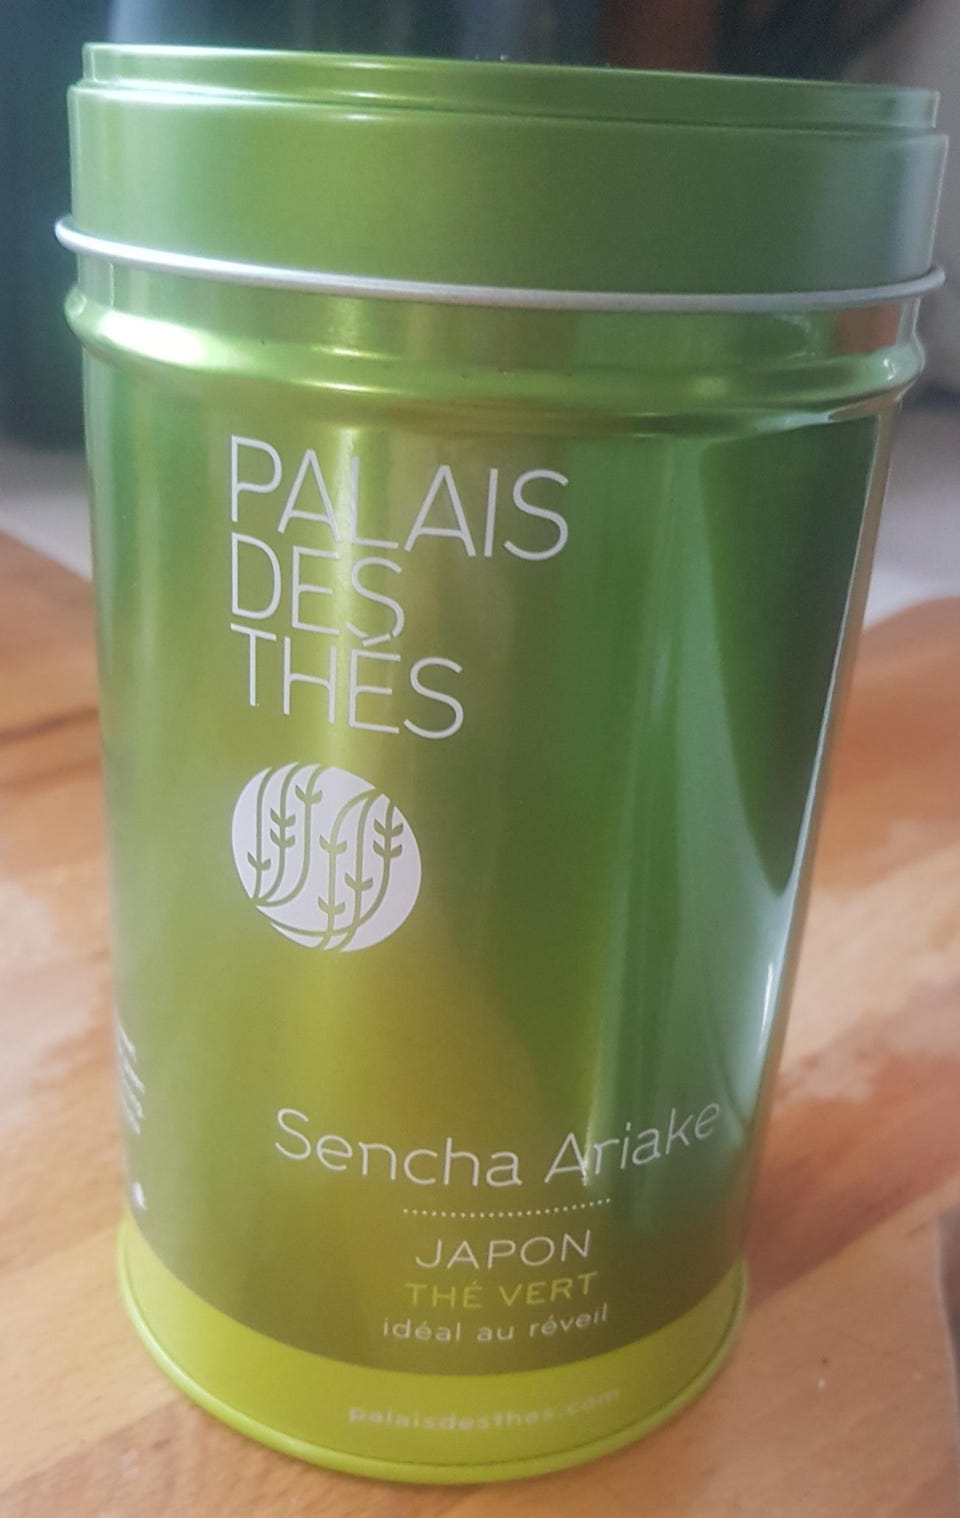 PALAIS
DES
THÉS
Sencha Ariake
JAPON
THÉ VERT
idéal au réveil
palaisdesthes.com